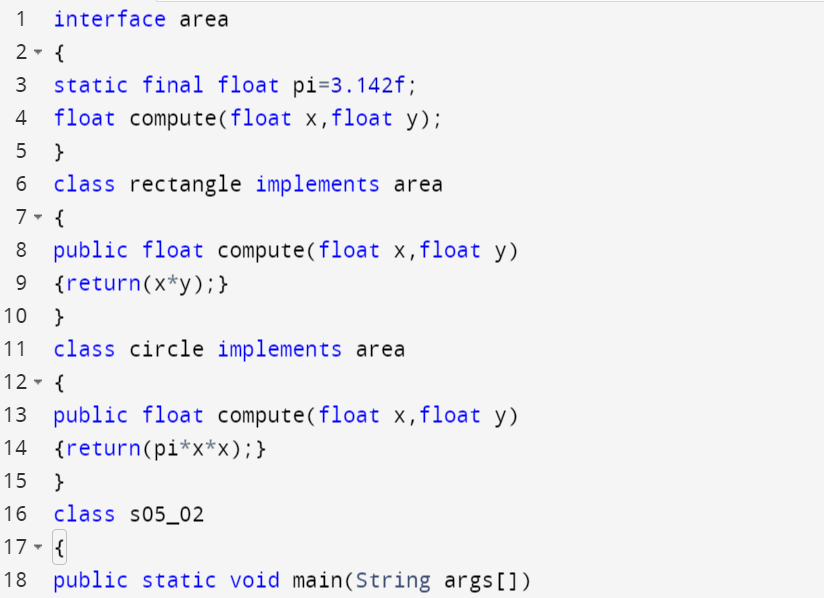 1 interface area
2 {
3 static final float pi=3.142f;
4 float compute(float x,float y);
5 }
6 class rectangle implements area
7 {
8 public float compute(float x,float y)
9 {return(x*y);}
10 }
11 class circle implements area
12 {
13 public float compute(float x,float y)
14 {return(pi*x*x);}
15 }
16 class s05_02
17 {
18 public static void main(String args[])